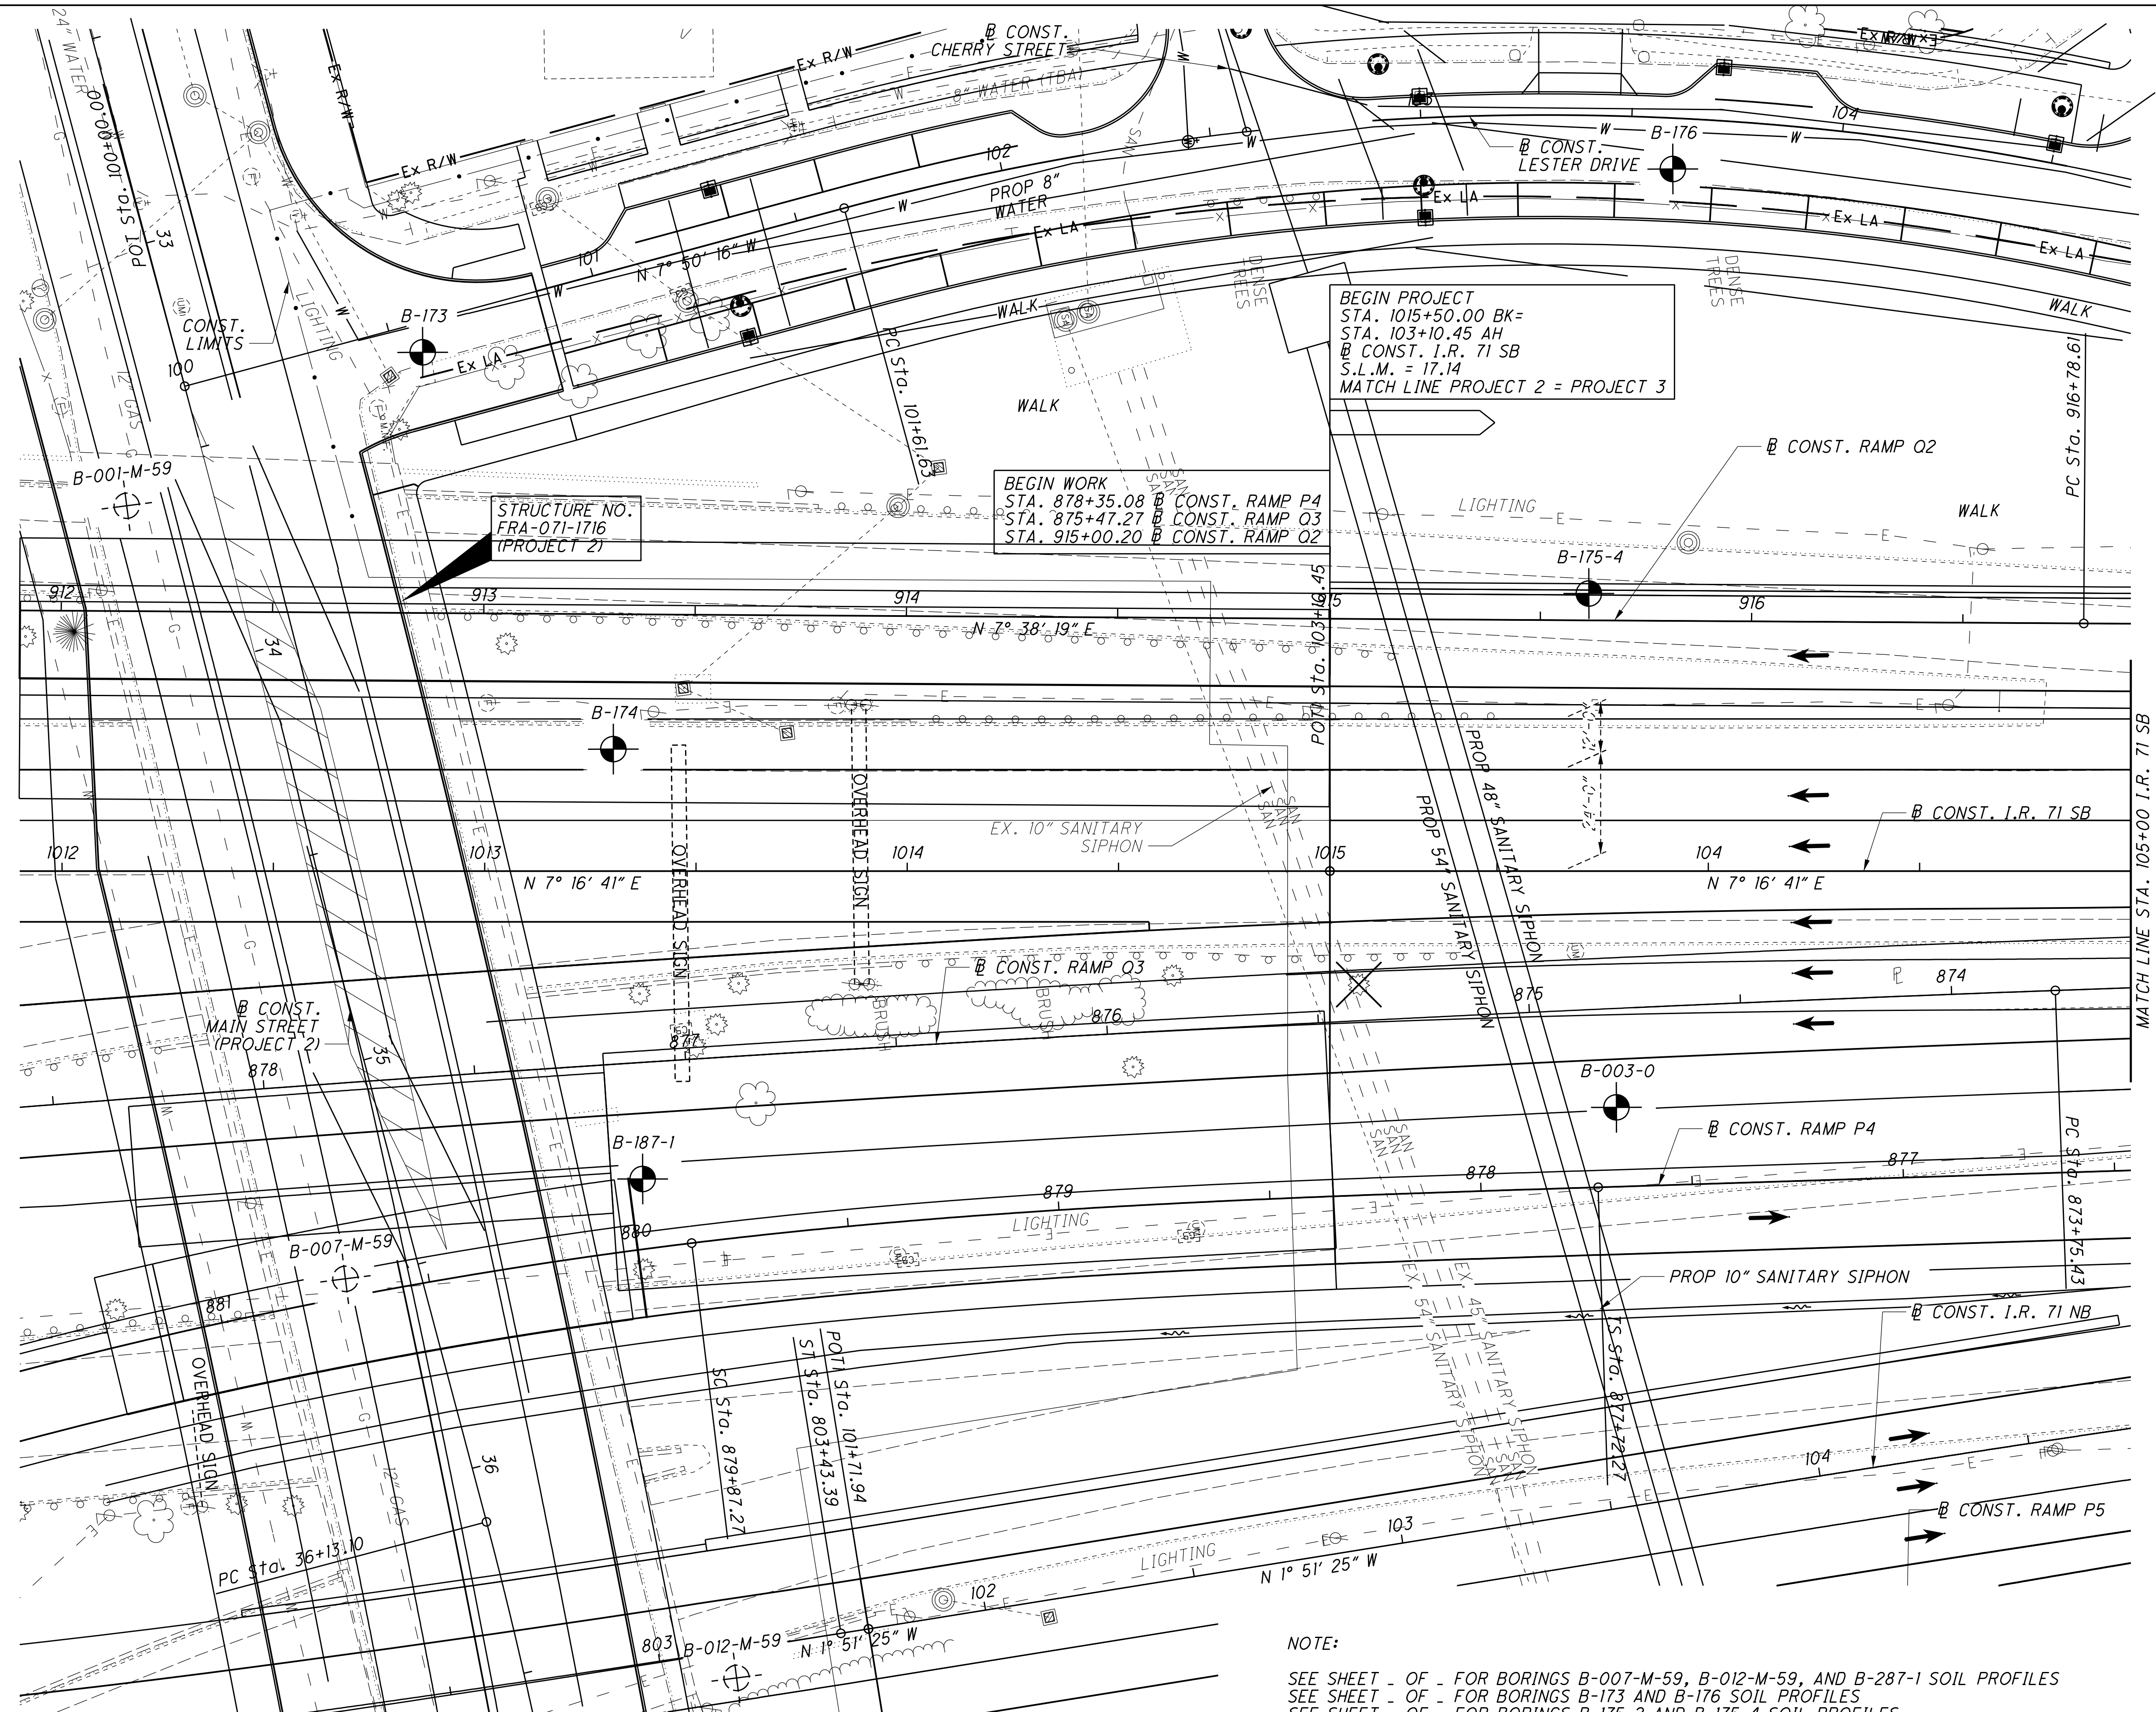 24" WATER
POT Sta. 100+00.00
33
Ex R/W
Ex R/W
Ex R/W
Ex R/W
℄ CONST.
CHERRY STREET
8" WATER (TBA)
102
PROP 8"
WATER
101
N 7° 50' 16" W
103
104
B-176
℄ CONST.
LESTER DRIVE
Ex LA
Ex LA
Ex LA
Ex LA
Ex LA
DENSE
TREES
DENSE
TREES
WALK
WALK
CONST.
LIMITS
LIGHTING
B-173
100
12" GAS
PC Sta. 101+61.63
WALK
BEGIN PROJECT
STA. 1015+50.00 BK=
STA. 103+10.45 AH
℄ CONST. I.R. 71 SB
S.L.M. = 17.14
MATCH LINE PROJECT 2 = PROJECT 3
PC Sta. 916+78.61
℄ CONST. RAMP Q2
B-001-M-59
STRUCTURE NO.
FRA-071-1716
(PROJECT 2)
BEGIN WORK
STA. 878+35.08 ℄ CONST. RAMP P4
STA. 875+47.27 ℄ CONST. RAMP Q3
STA. 915+00.20 ℄ CONST. RAMP Q2
LIGHTING
WALK
B-175-4
912
913
914
915
916
34
N 7° 38' 19" E
POTI Sta. 103+10.45
B-174
OVERHEAD SIGN
OVERHEAD SIGN
PROP 48" SANITARY SIPHON
PROP 54" SANITARY SIPHON
EX. 10" SANITARY
SIPHON
℄ CONST. I.R. 71 SB
MATCH LINE STA. 105+00 I.R. 71 SB
1012
1013
1014
1015
104
N 7° 16' 41" E
N 7° 16' 41" E
℄ CONST. RAMP Q3
BRUSH
BRUSH
874
875
876
877
878
℄ CONST.
MAIN STREET
(PROJECT 2)
35
B-003-0
℄ CONST. RAMP P4
B-187-1
877
878
879
880
881
LIGHTING
B-007-M-59
PC Sta. 873+75.43
PROP 10" SANITARY SIPHON
℄ CONST. I.R. 71 NB
EX 54" SANITARY SIPHON
EX 45" SANITARY SIPHON
OVERHEAD SIGN
SC Sta. 879+87.27
ST Sta. 803+43.39
POTI Sta. 101+71.94
TS Sta. 877+72.27
36
12" GAS
PC Sta. 36+13.10
104
103
102
℄ CONST. RAMP P5
LIGHTING
N 1° 51' 25" W
803
B-012-M-59
N 1° 51' 25" W
NOTE:
SEE SHEET _ OF _ FOR BORINGS B-007-M-59, B-012-M-59, AND B-287-1 SOIL PROFILES
SEE SHEET _ OF _ FOR BORINGS B-173 AND B-176 SOIL PROFILES